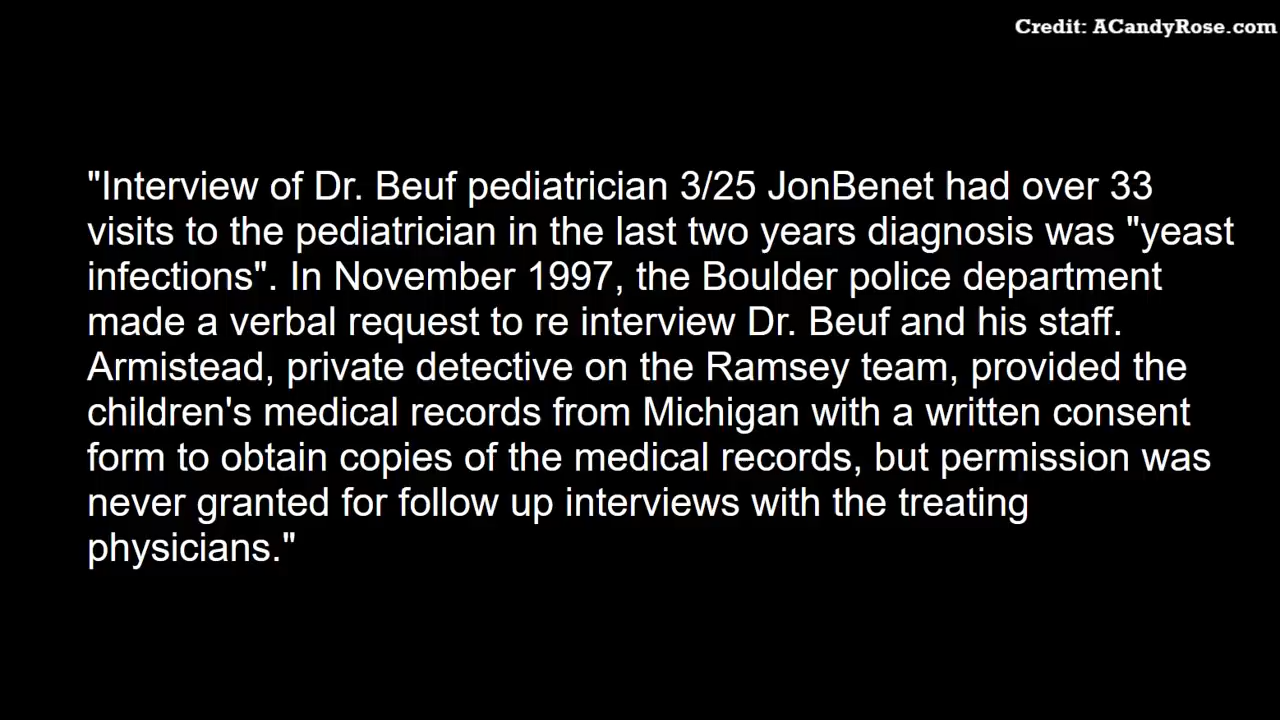 Credit: ACandyRose.com
"Interview of Dr. Beuf pediatrician 3/25 JonBenet had over 33
visits to the pediatrician in the last two years diagnosis was "yeast
infections". In November 1997, the Boulder police department
made a verbal request to re interview Dr. Beuf and his staff.
Armistead, private detective on the Ramsey team, provided the
children's medical records from Michigan with a written consent
form to obtain copies of the medical records, but permission was
never granted for follow up interviews with the treating
physicians."